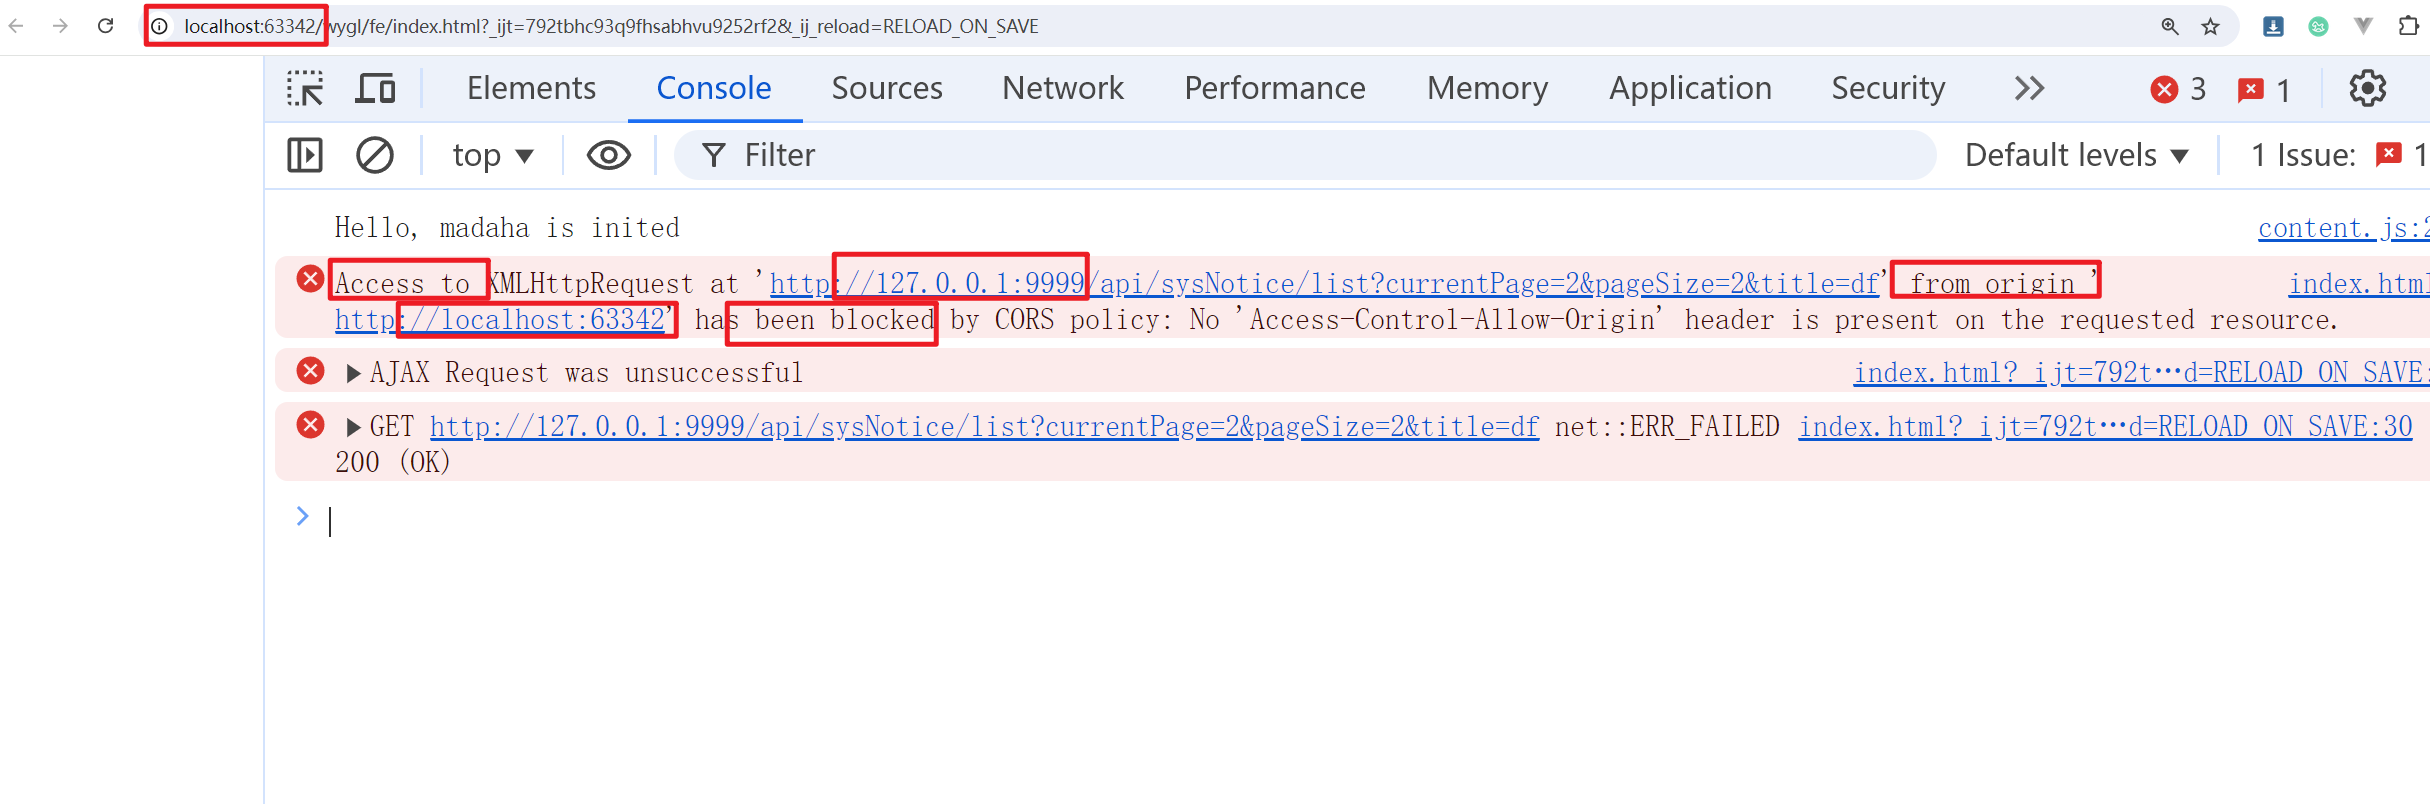 localhost:63342/wygl/fe/index.html?_ijt=792tbhc93q9fhsabhvu9252rf2&_ij_reload=RELOAD_ON_SAVE
Elements Console Sources Network Performance Memory Application Security 3 1
top Filter Default levels 1 Issue: 1
Hello, madaha is inited content.js:2
Access to XMLHttpRequest at 'http://127.0.0.1:9999/api/sysNotice/list?currentPage=2&pageSize=2&title=df' from origin ' index.html
http://localhost:63342' has been blocked by CORS policy: No 'Access-Control-Allow-Origin' header is present on the requested resource.
AJAX Request was unsuccessful index.html?_ijt=792t…d=RELOAD_ON_SAVE:
GET http://127.0.0.1:9999/api/sysNotice/list?currentPage=2&pageSize=2&title=df net::ERR_FAILED index.html?_ijt=792t…d=RELOAD_ON_SAVE:30
200 (OK)